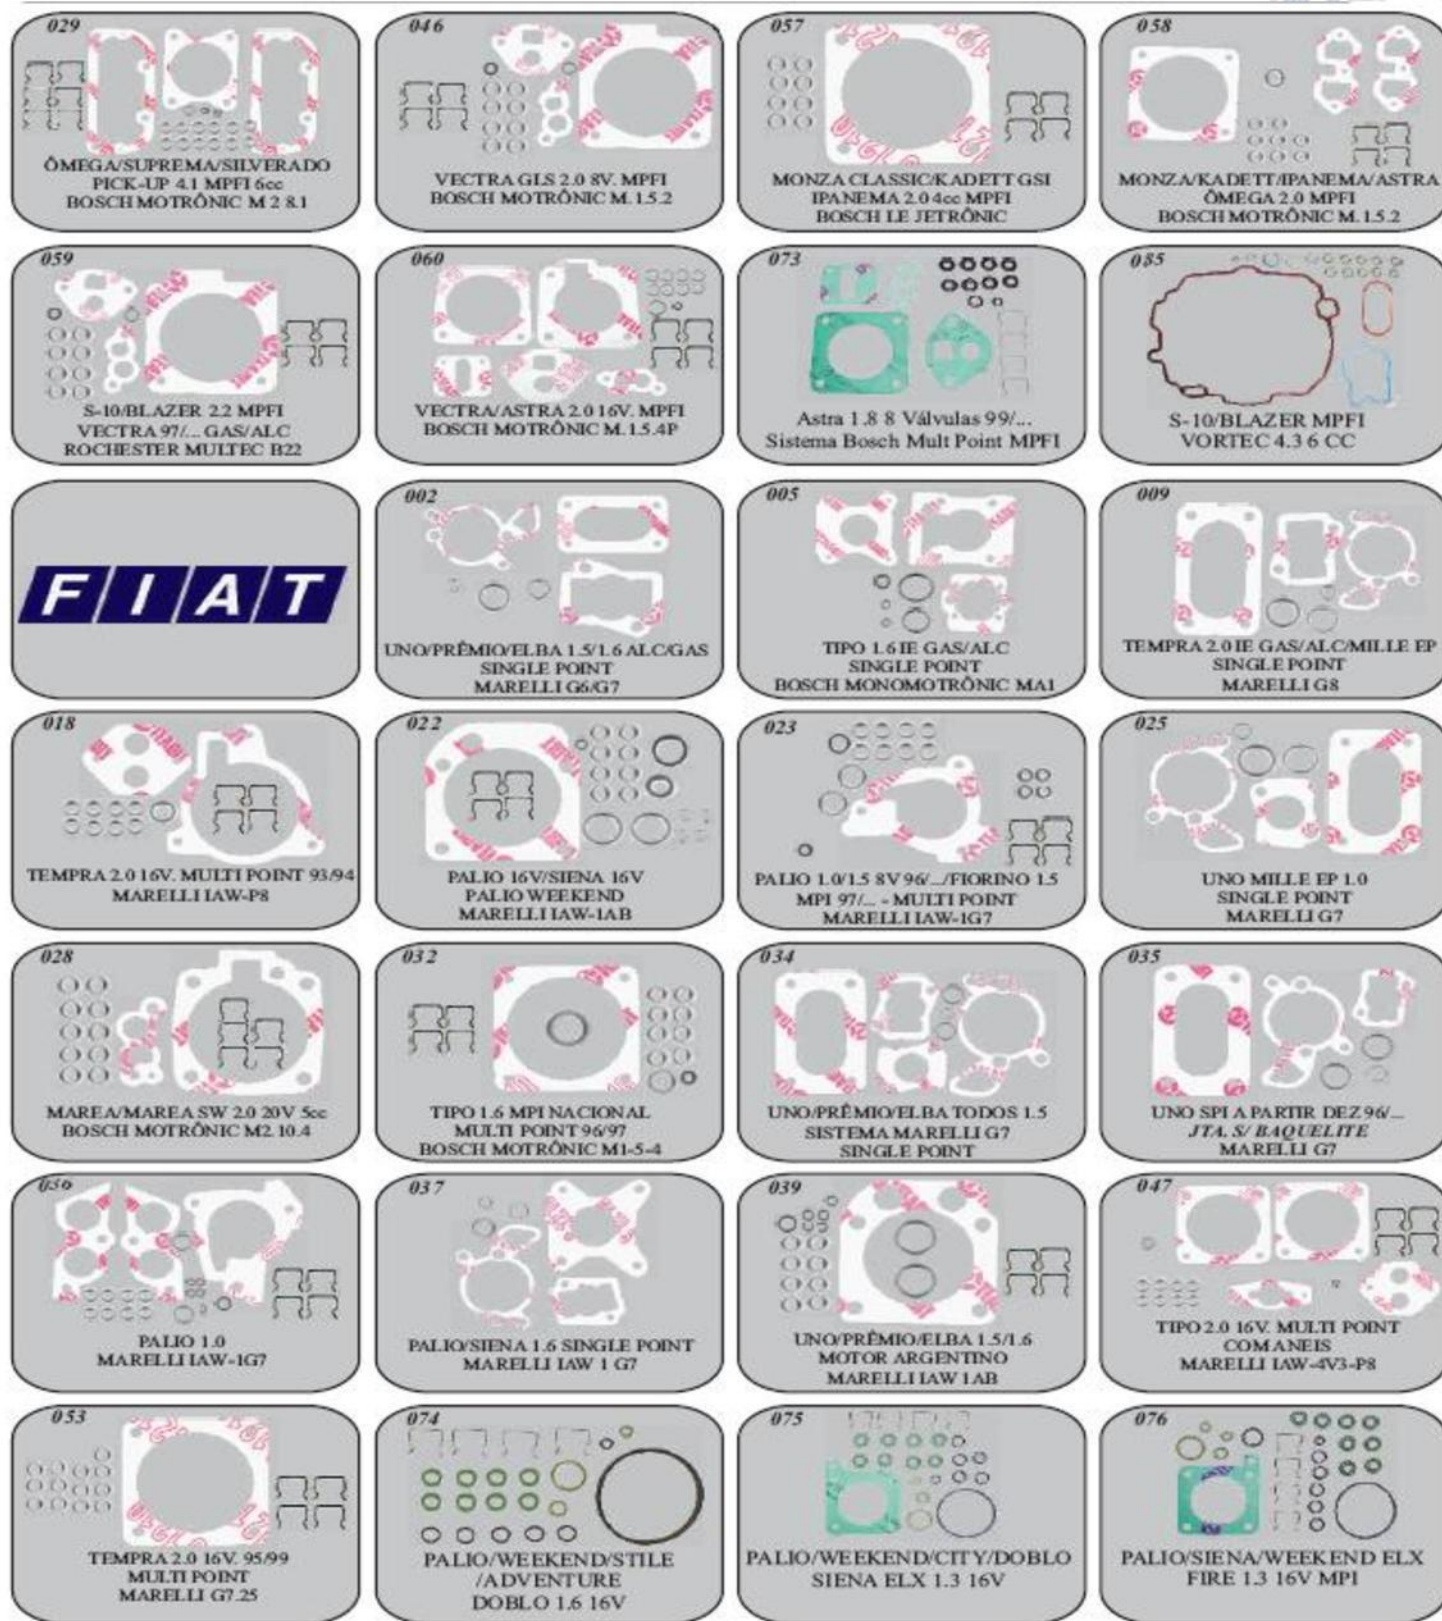 029
ÔMEGA/SUPREMA/SILVERADO
PICK-UP 4.1 MPFI 6cc
BOSCH MOTRÔNIC M 2 8.1
046
VECTRA GLS 2.0 8V. MPFI
BOSCH MOTRÔNIC M. 1.5.2
057
MONZA CLASSIC/KADETT GSI
IPANEMA 2.0 4cc MPFI
BOSCH LE JETRÔNIC
058
MONZA/KADETT/IPANEMA/ASTRA
ÔMEGA 2.0 MPFI
BOSCH MOTRÔNIC M. 1.5.2
059
S-10/BLAZER 2.2 MPFI
VECTRA 97/... GAS/ALC
ROCHESTER MULTEC B22
060
VECTRA/ASTRA 2.0 16V. MPFI
BOSCH MOTRÔNIC M. 1.5.4P
073
Astra 1.8 8 Válvulas 99/...
Sistema Bosch Mult Point MPFI
085
S-10/BLAZER MPFI
VORTEC 4.3 6 CC
FIAT
002
UNO/PRÊMIO/ELBA 1.5/1.6 ALC/GAS
SINGLE POINT
MARELLI G6/G7
005
TIPO 1.6 IE GAS/ALC
SINGLE POINT
BOSCH MONOMOTRÔNIC MA1
009
TEMPRA 2.0 IE GAS/ALC/MILLE EP
SINGLE POINT
MARELLI G8
018
TEMPRA 2.0 16V. MULTI POINT 93/94
MARELLI IAW-P8
022
PALIO 16V/SIENA 16V
PALIO WEEKEND
MARELLI IAW-1AB
023
PALIO 1.0/1.5 8V 96/.../FIORINO 1.5
MPI 97/... - MULTI POINT
MARELLI IAW-1G7
025
UNO MILLE EP 1.0
SINGLE POINT
MARELLI G7
028
MAREA/MAREA SW 2.0 20V 5cc
BOSCH MOTRÔNIC M2.10.4
032
TIPO 1.6 MPI NACIONAL
MULTI POINT 96/97
BOSCH MOTRÔNIC M1-5-4
034
UNO/PRÊMIO/ELBA TODOS 1.5
SISTEMA MARELLI G7
SINGLE POINT
035
UNO SPI A PARTIR DEZ 96/...
JTA. S/ BAQUELITE
MARELLI G7
036
PALIO 1.0
MARELLI IAW-1G7
037
PALIO/SIENA 1.6 SINGLE POINT
MARELLI IAW 1 G7
039
UNO/PRÊMIO/ELBA 1.5/1.6
MOTOR ARGENTINO
MARELLI IAW 1AB
047
TIPO 2.0 16V. MULTI POINT
COMANEIS
MARELLI IAW-4V3-P8
053
TEMPRA 2.0 16V. 95/99
MULTI POINT
MARELLI G7.25
074
PALIO/WEEKEND/STILE
/ADVENTURE
DOBLO 1.6 16V
075
PALIO/WEEKEND/CITY/DOBLO
SIENA ELX 1.3 16V
076
PALIO/SIENA/WEEKEND ELX
FIRE 1.3 16V MPI